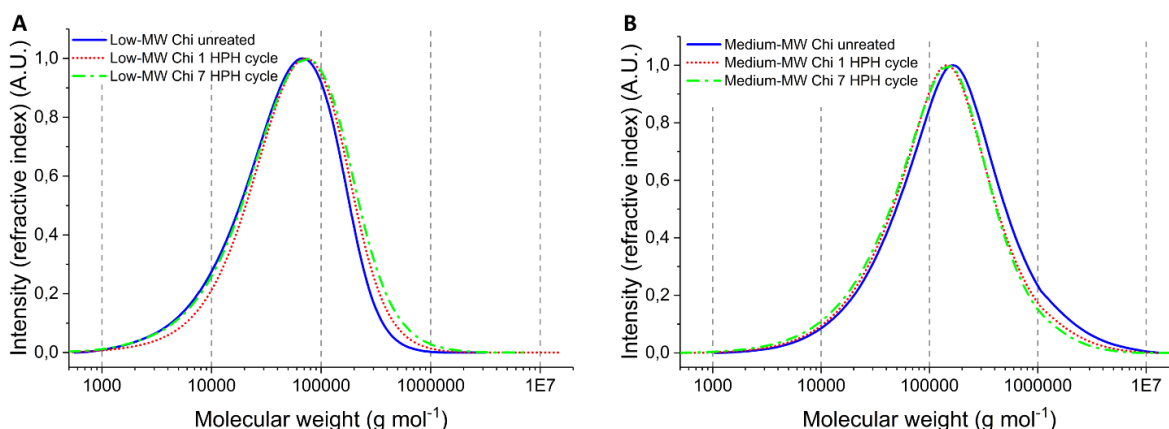 A
Low-MW Chi unreated
Low-MW Chi 1 HPH cycle
Low-MW Chi 7 HPH cycle
Intensity (refractive index) (A.U.)
1,0
0,8
0,6
0,4
0,2
0,0
1000 10000 100000 1000000 1E7
Molecular weight (g mol⁻¹)
B
Medium-MW Chi unreated
Medium-MW Chi 1 HPH cycle
Medium-MW Chi 7 HPH cycle
Intensity (refractive index) (A.U.)
1,0
0,8
0,6
0,4
0,2
0,0
1000 10000 100000 1000000 1E7
Molecular weight (g mol⁻¹)